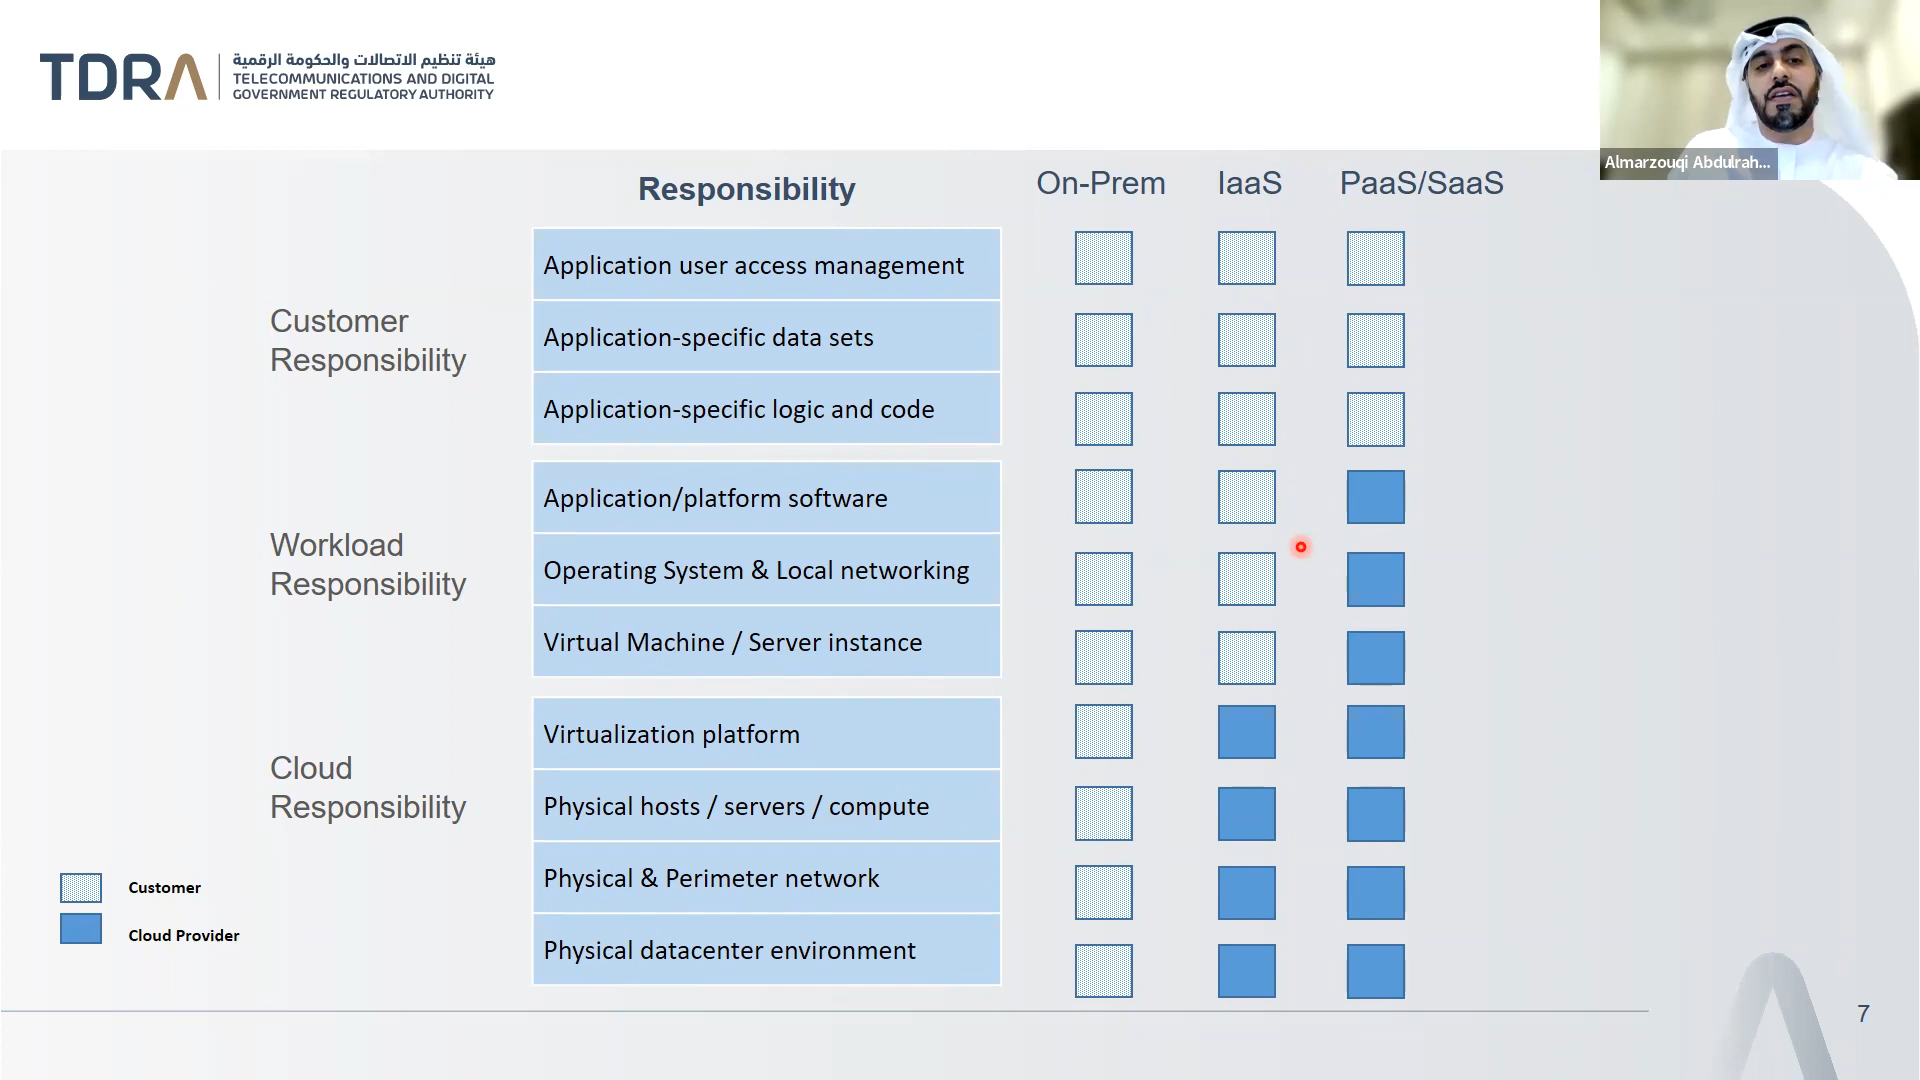 TDRA
هيئة تنظيم الاتصالات والحكومة الرقمية
TELECOMMUNICATIONS AND DIGITAL
GOVERNMENT REGULATORY AUTHORITY
Almarzouqi Abdulrah...
Responsibility
On-Prem
IaaS
PaaS/SaaS
Customer
Responsibility
Application user access management
Application-specific data sets
Application-specific logic and code
Workload
Responsibility
Application/platform software
Operating System & Local networking
Virtual Machine / Server instance
Cloud
Responsibility
Virtualization platform
Physical hosts / servers / compute
Physical & Perimeter network
Physical datacenter environment
Customer
Cloud Provider
7